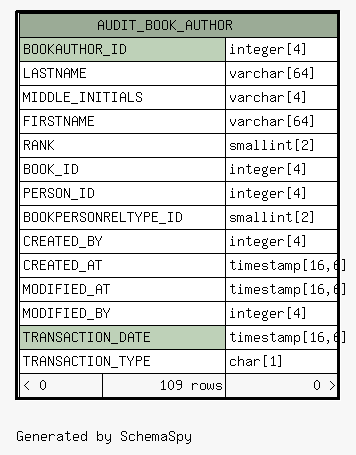 AUDIT_BOOK_AUTHOR
BOOKAUTHOR_ID integer[4]
LASTNAME varchar[64]
MIDDLE_INITIALS varchar[4]
FIRSTNAME varchar[64]
RANK smallint[2]
BOOK_ID integer[4]
PERSON_ID integer[4]
BOOKPERSONRELTYPE_ID smallint[2]
CREATED_BY integer[4]
CREATED_AT timestamp[16,6]
MODIFIED_AT timestamp[16,6]
MODIFIED_BY integer[4]
TRANSACTION_DATE timestamp[16,6]
TRANSACTION_TYPE char[1]
< 0 109 rows 0 >
Generated by SchemaSpy